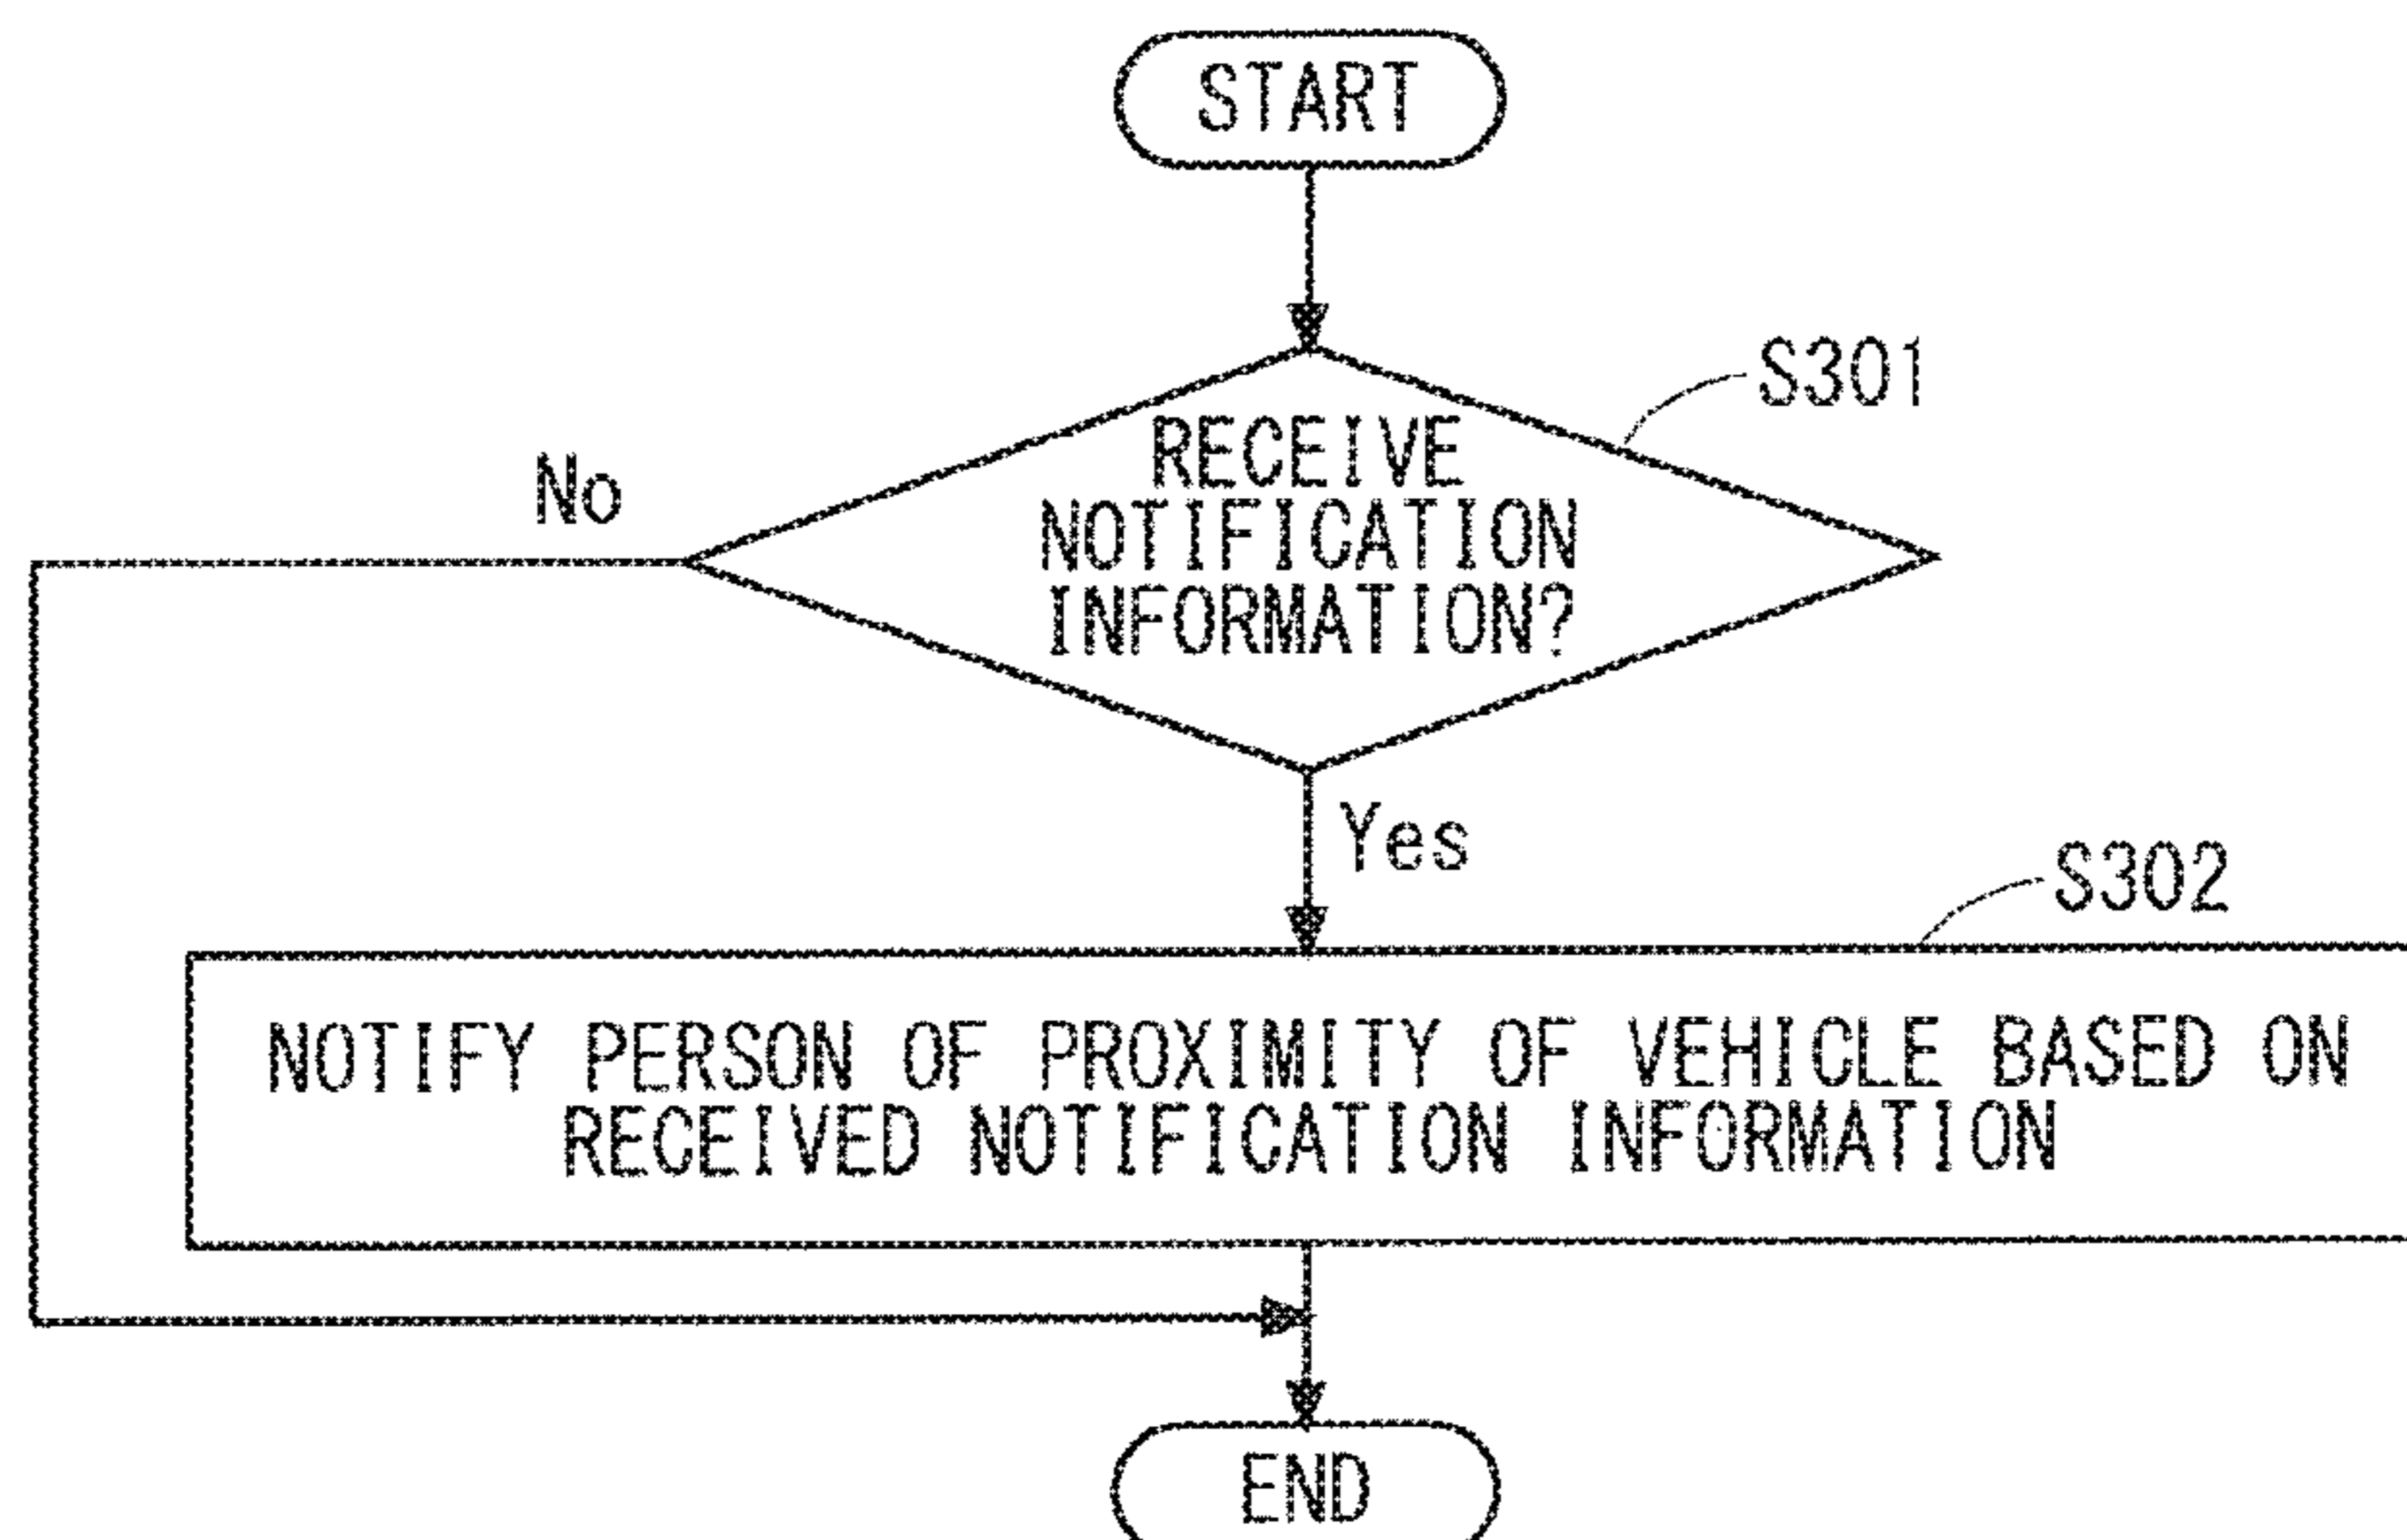 START
S301
RECEIVE
NOTIFICATION
INFORMATION?
No
Yes
S302
NOTIFY PERSON OF PROXIMITY OF VEHICLE BASED ON
RECEIVED NOTIFICATION INFORMATION
END